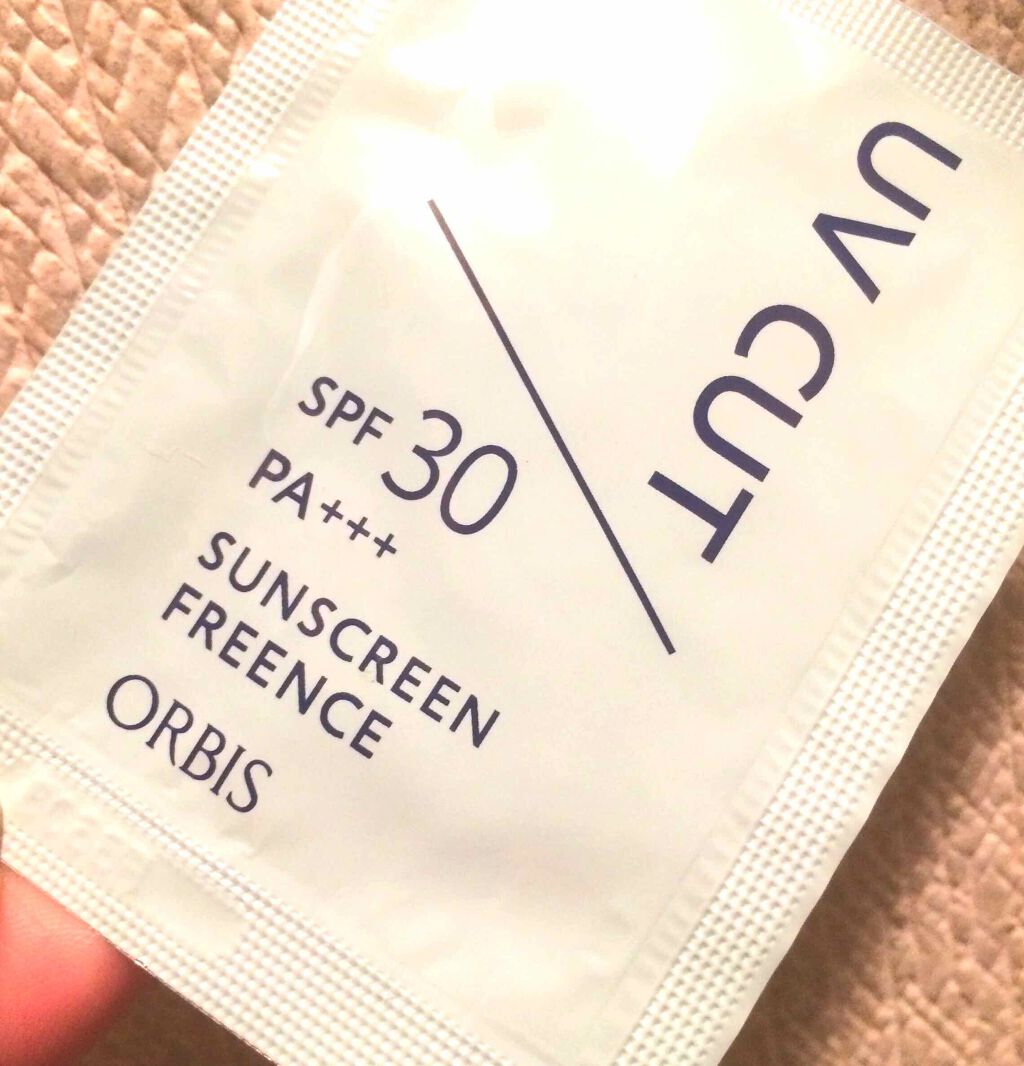 UV CUT
SPF 30
PA+++
SUNSCREEN
FREENCE
ORBIS